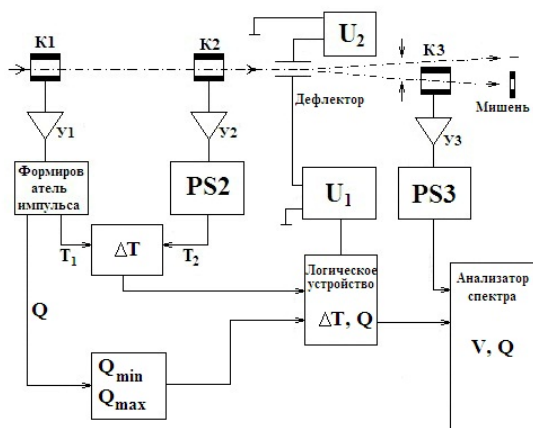 К1
К2
К3
U₂
Дефлектор
Мишень
У1
У2
У3
Формиров
атель
импульса
PS2
U₁
PS3
T₁
ΔT
T₂
Логическое
устройство
ΔT, Q
Анализатор
спектра
V, Q
Q
Qmin
Qmax